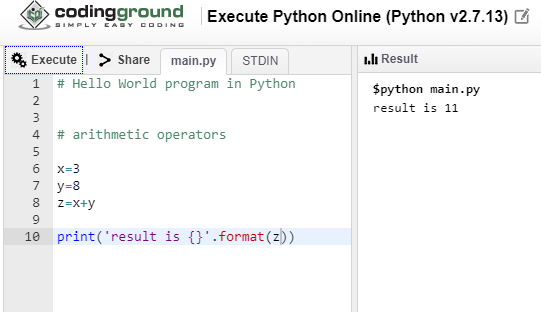 codingground
SIMPLY EASY CODING
Execute Python Online (Python v2.7.13)
Execute | Share main.py STDIN
Result
1 # Hello World program in Python
2
3
4 # arithmetic operators
5
6 x=3
7 y=8
8 z=x+y
9
10 print('result is {}'.format(z))
$python main.py
result is 11